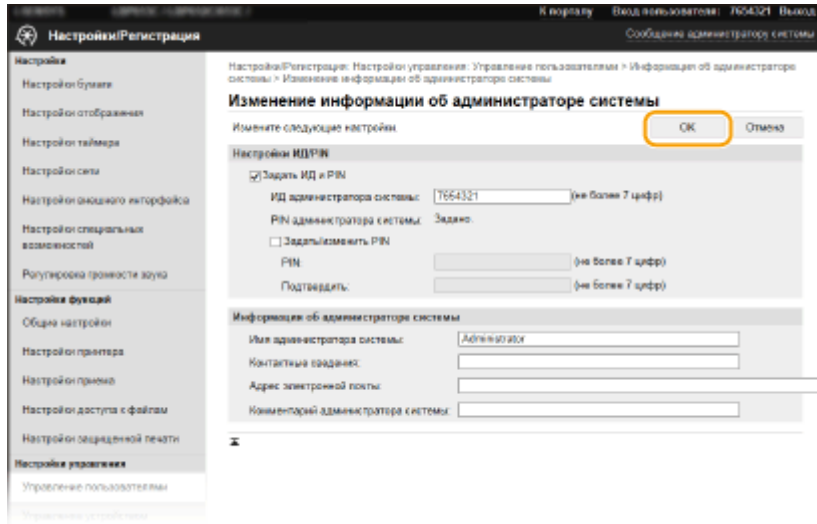 К порталу Вход пользователя: 7654321 Выход
Настройки/Регистрация
Сообщение администратору системы
Настройка
Настройки бумаги
Настройки отображения
Настройки таймера
Настройки сети
Настройки внешнего интерфейса
Настройки специальных
возможностей
Регулировка громкости звука
Настройки функций
Общие настройки
Настройки принтера
Настройки приема
Настройки доступа к файлам
Настройки защищенной печати
Настройки управления
Управление пользователями
Управление устройством
Настройки/Регистрация: Настройки управления: Управление пользователями > Информация об администраторе
системы > Изменение информации об администраторе системы
Изменение информации об администраторе системы
Измените следующие настройки.
OK Отмена
Настройки ИД/PIN
Задать ИД и PIN
ИД администратора системы: 7654321 (не более 7 цифр)
PIN администратора системы: Задано.
Задать/изменить PIN
PIN: (не более 7 цифр)
Подтвердить: (не более 7 цифр)
Информация об администраторе системы
Имя администратора системы: Administrator
Контактные сведения:
Адрес электронной почты:
Комментарий администратора системы: